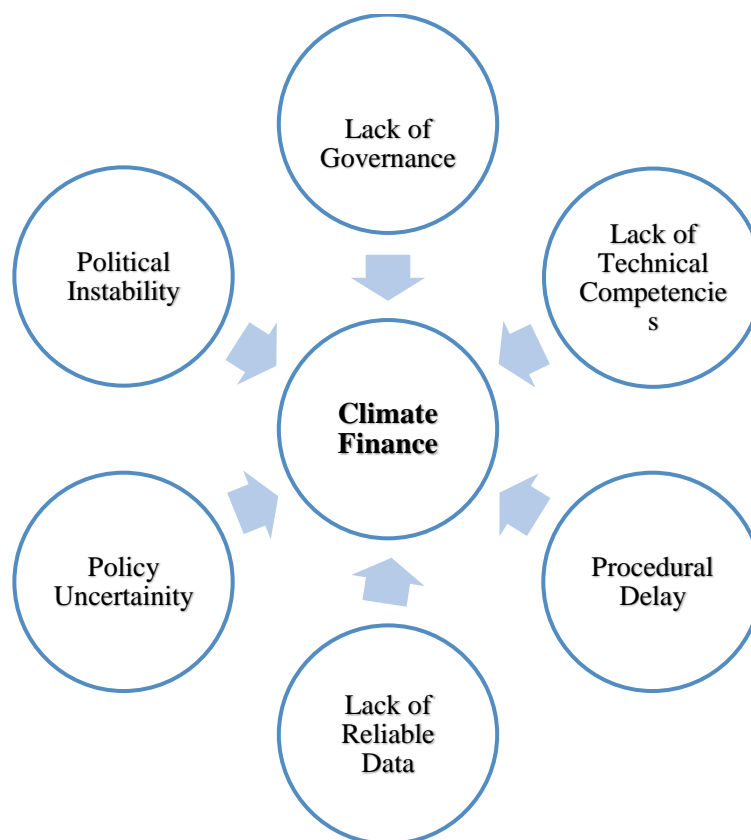 Lack of
Governance
Political
Instability
Lack of
Technical
Competencie
s
Climate
Finance
Policy
Uncertainity
Procedural
Delay
Lack of
Reliable
Data